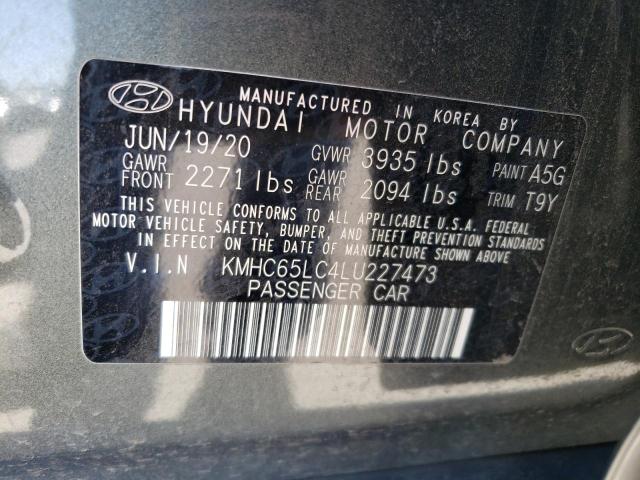 MANUFACTURED IN KOREA BY
HYUNDAI MOTOR COMPANY
JUN/19/20 GVWR 3935 lbs PAINT A5G
GAWR FRONT 2271 lbs GAWR REAR 2094 lbs TRIM T9Y
THIS VEHICLE CONFORMS TO ALL APPLICABLE U.S.A. FEDERAL
MOTOR VEHICLE SAFETY, BUMPER, AND THEFT PREVENTION STANDARDS
IN EFFECT ON THE DATE OF MANUFACTURE SHOWN ABOVE
V.I.N KMHC65LC4LU227473
PASSENGER CAR